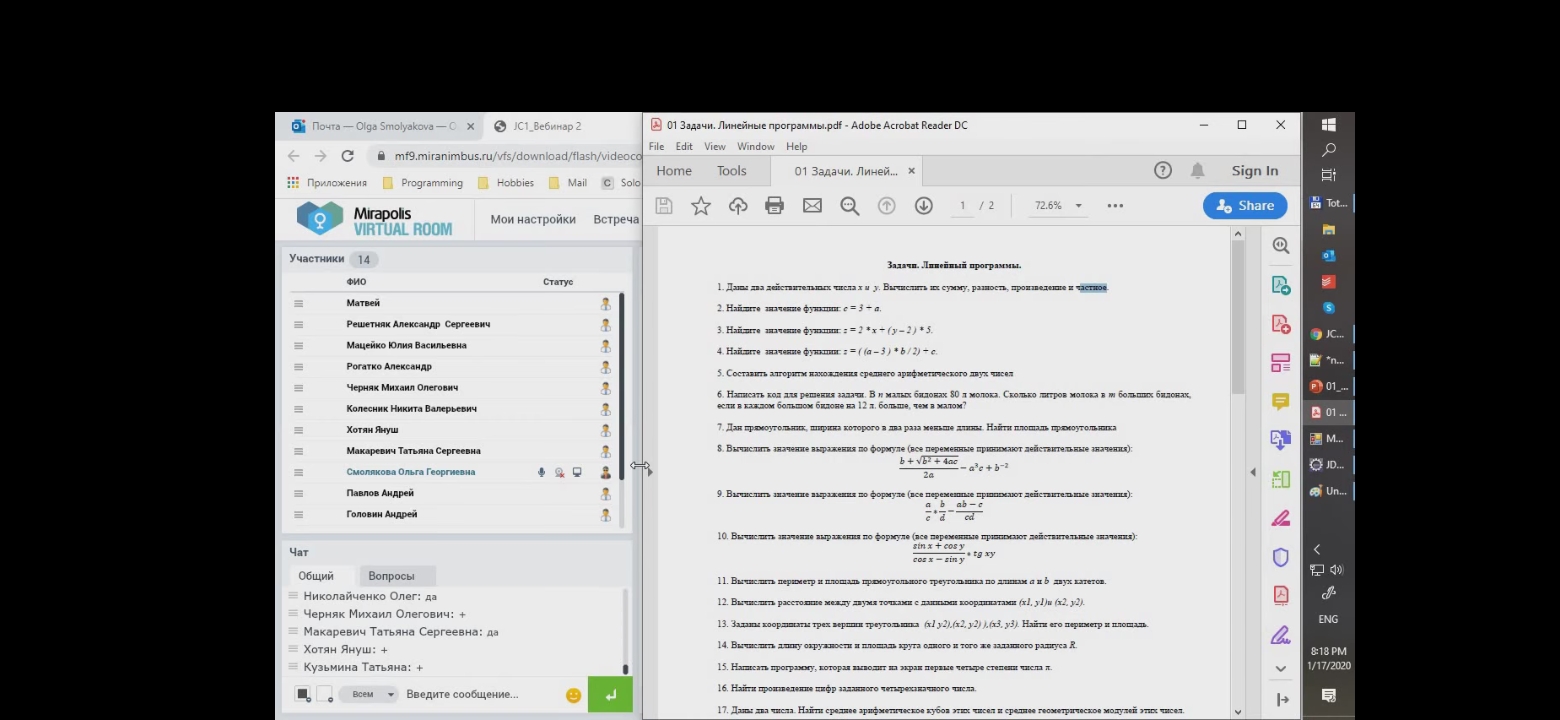 Почта — Olga Smolyakova — O
JC1_Вебинар 2
mf9.miranimbus.ru/vfs/download/flash/videoco
Приложения Programming Hobbies Mail Solo
Mirapolis
VIRTUAL ROOM
Мои настройки Встреча
Участники 14
ФИО Статус
Матвей
Решетняк Александр Сергеевич
Мацейко Юлия Васильевна
Рогатко Александр
Черняк Михаил Олегович
Колесник Никита Валерьевич
Хотян Януш
Макаревич Татьяна Сергеевна
Смолякова Ольга Георгиевна
Павлов Андрей
Головин Андрей
Чат
Общий Вопросы
Николайченко Олег: да
Черняк Михаил Олегович: +
Макаревич Татьяна Сергеевна: да
Хотян Януш: +
Кузьмина Татьяна: +
Всем Введите сообщение...
01 Задачи. Линейные программы.pdf - Adobe Acrobat Reader DC
File Edit View Window Help
Home Tools 01 Задачи. Линей... Sign In
1 / 2 72.6% Share
Задачи. Линейный программы.
1. Даны два действительных числа x и y. Вычислить их сумму, разность, произведение и частное.
2. Найдите значение функции: c = 3 + a.
3. Найдите значение функции: z = 2 * x + ( y – 2 ) * 5.
4. Найдите значение функции: z = ( (a – 3 ) * b / 2) + c.
5. Составить алгоритм нахождения среднего арифметического двух чисел
6. Написать код для решения задачи. В n малых бидонах 80 л молока. Сколько литров молока в m больших бидонах,
если в каждом большом бидоне на 12 л. больше, чем в малом?
7. Дан прямоугольник, ширина которого в два раза меньше длины. Найти площадь прямоугольника
8. Вычислить значение выражения по формуле (все переменные принимают действительные значения):
b + √b² + 4ac
2a
− a³c + b⁻²
9. Вычислить значение выражения по формуле (все переменные принимают действительные значения):
a b ab − c
* −
c d cd
10. Вычислить значение выражения по формуле (все переменные принимают действительные значения):
sin x + cos y
cos x − sin y
* tg xy
11. Вычислить периметр и площадь прямоугольного треугольника по длинам a и b двух катетов.
12. Вычислить расстояние между двумя точками с данными координатами (x1, y1)и (x2, y2).
13. Заданы координаты трех вершин треугольника (x1 y2),(x2, y2) ),(x3, y3). Найти его периметр и площадь.
14. Вычислить длину окружности и площадь круга одного и того же заданного радиуса R.
15. Написать программу, которая выводит на экран первые четыре степени числа π.
16. Найти произведение цифр заданного четырехзначного числа.
17. Даны два числа. Найти среднее арифметическое кубов этих чисел и среднее геометрическое модулей этих чисел.
Tot...
JC...
*n...
01_...
01 ...
M...
JD...
Un...
ENG
8:18 PM
1/17/2020